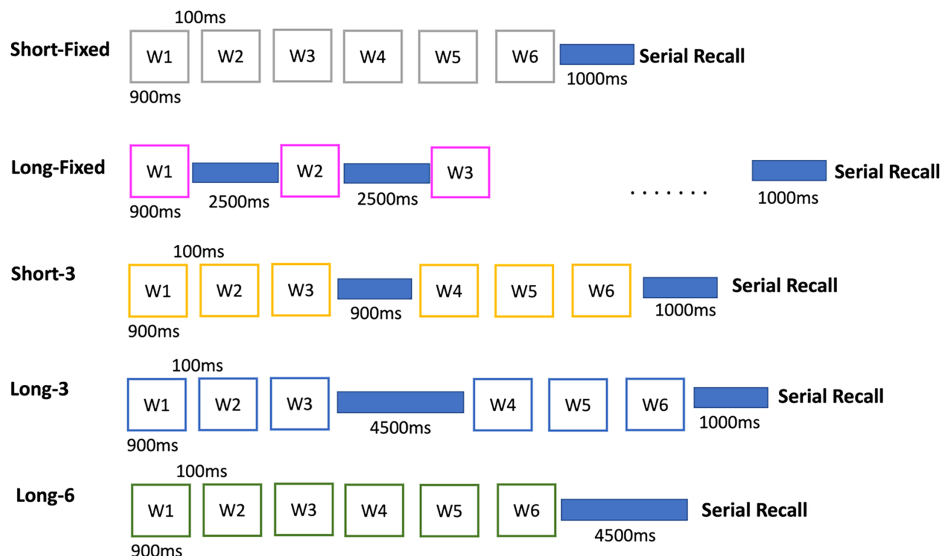 100ms
Short-Fixed W1 W2 W3 W4 W5 W6 Serial Recall
900ms 1000ms
Long-Fixed W1 W2 W3 ....... Serial Recall
900ms 2500ms 2500ms 1000ms
100ms
Short-3 W1 W2 W3 W4 W5 W6 Serial Recall
900ms 900ms 1000ms
100ms
Long-3 W1 W2 W3 W4 W5 W6 Serial Recall
900ms 4500ms 1000ms
100ms
Long-6 W1 W2 W3 W4 W5 W6 Serial Recall
900ms 4500ms